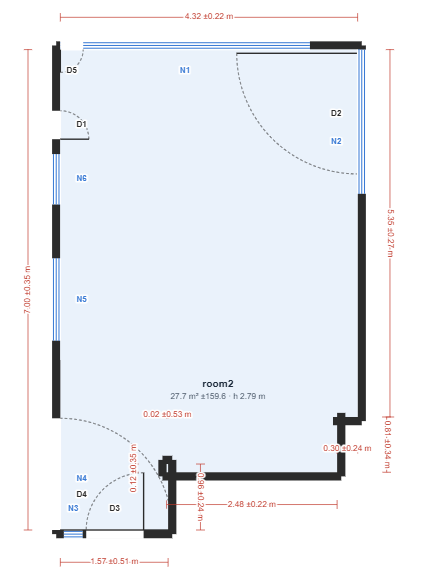 4.32 ±0.22 m
D5
N1
D1
D2
N2
N6
5.35 ±0.27 m
7.00 ±0.35 m
N5
room2
27.7 m² ±159.6 · h 2.79 m
0.02 ±0.53 m
0.81 ±0.34 m
0.30 ±0.24 m
0.12 ±0.35 m
N4
D4
N3
D3
0.96 ±0.24 m
2.48 ±0.22 m
1.57 ±0.51 m